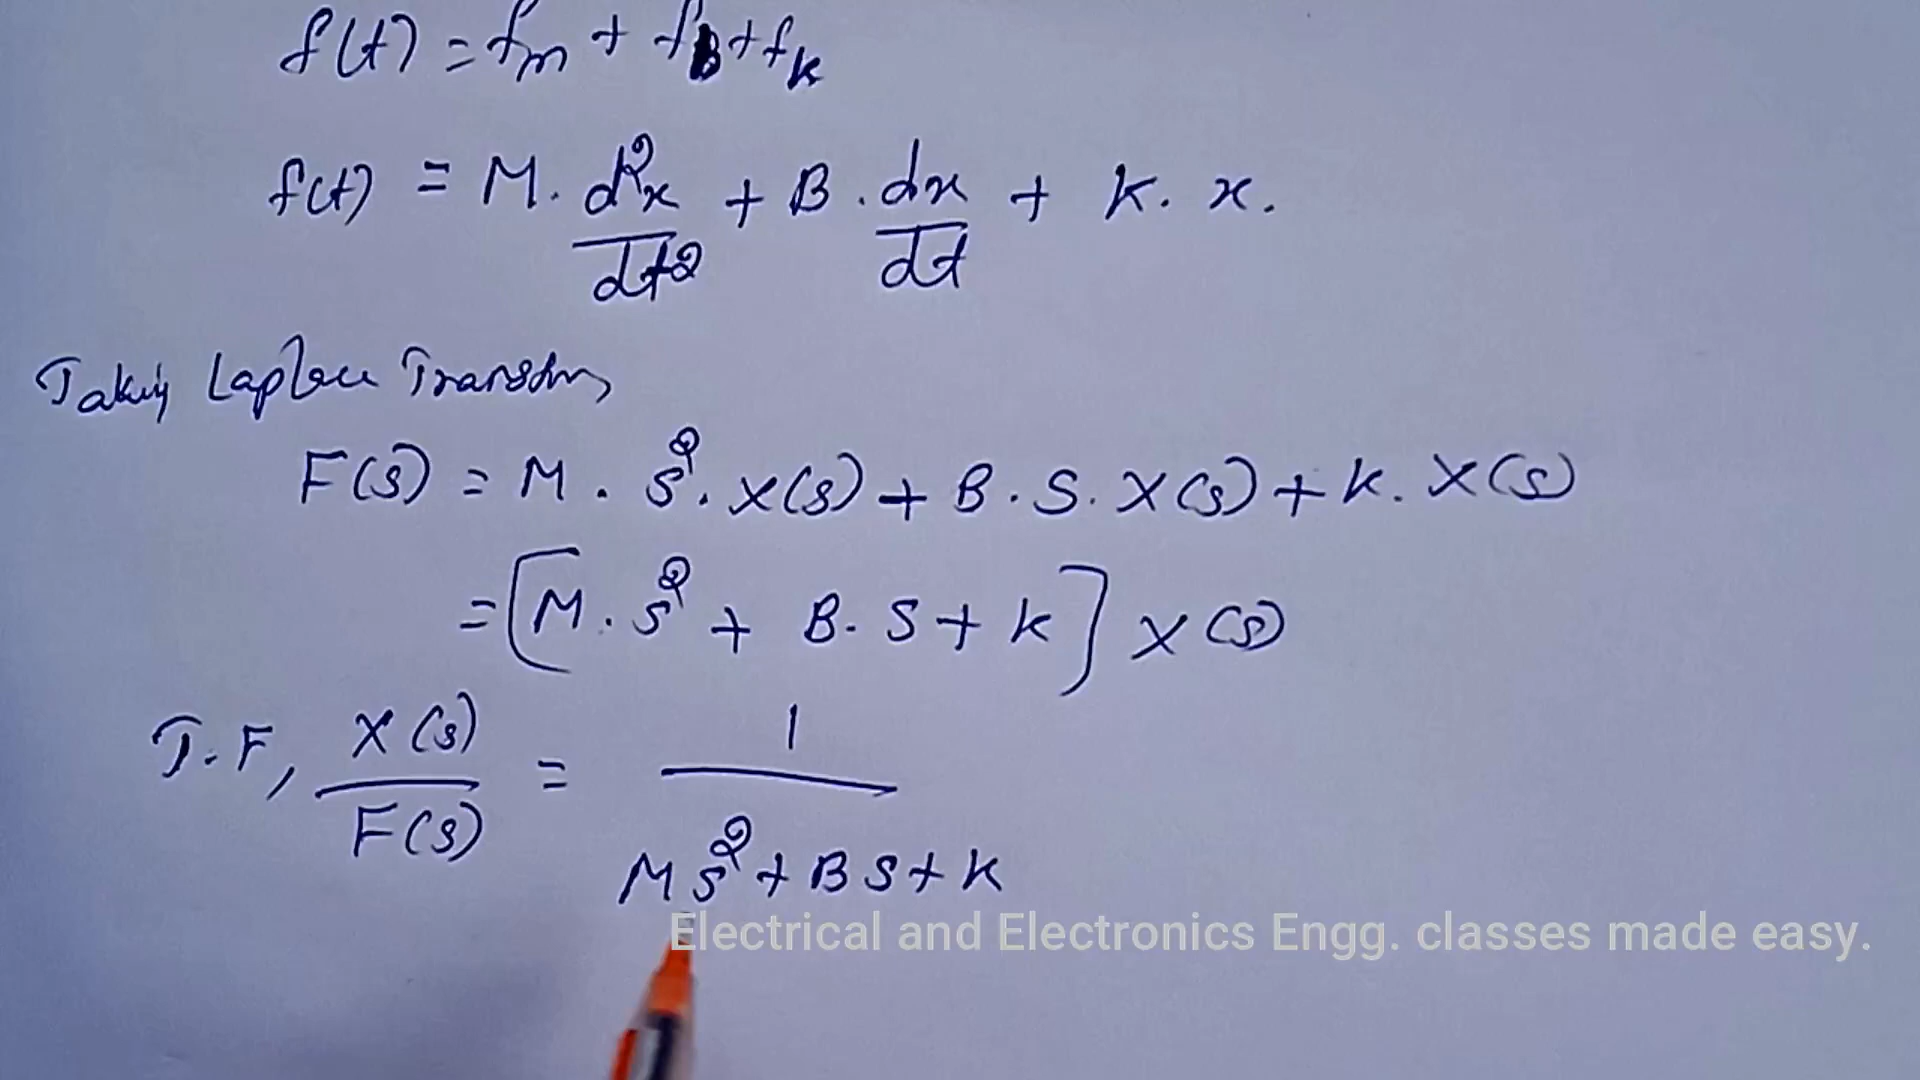 f(t) = fm + fB + fk
f(t) = M. d²x/dt² + B. dx/dt + K. x.
Taking Laplace Transform,
F(s) = M. s². X(s) + B. S. X(s) + K. X(s)
= [M. s² + B. S + K] X(s)
T.F, X(s)/F(s) = 1/(Ms² + BS + K)
Electrical and Electronics Engg. classes made easy.